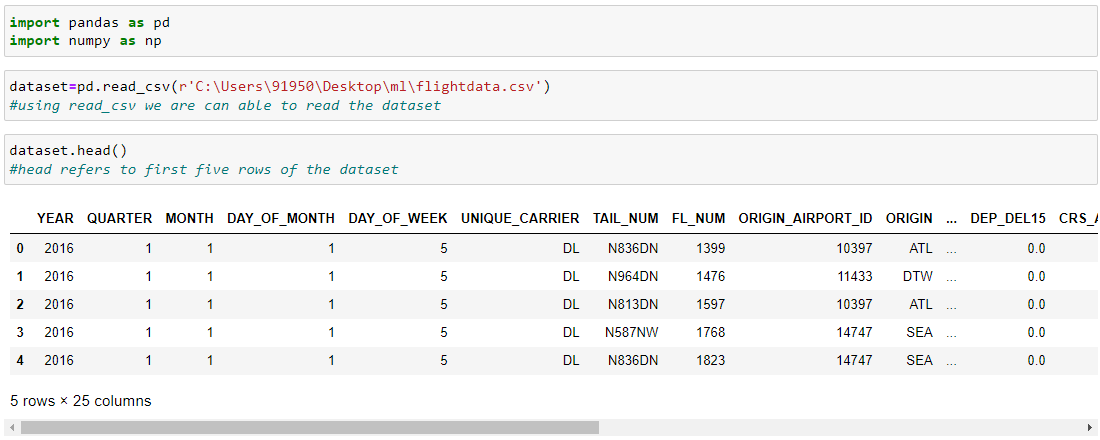 import pandas as pd
import numpy as np
dataset=pd.read_csv(r'C:\Users\91950\Desktop\ml\flightdata.csv')
#using read_csv we are can able to read the dataset
dataset.head()
#head refers to first five rows of the dataset
YEAR QUARTER MONTH DAY_OF_MONTH DAY_OF_WEEK UNIQUE_CARRIER TAIL_NUM FL_NUM ORIGIN_AIRPORT_ID ORIGIN ... DEP_DEL15 CRS_A
0 2016 1 1 1 5 DL N836DN 1399 10397 ATL ... 0.0
1 2016 1 1 1 5 DL N964DN 1476 11433 DTW ... 0.0
2 2016 1 1 1 5 DL N813DN 1597 10397 ATL ... 0.0
3 2016 1 1 1 5 DL N587NW 1768 14747 SEA ... 0.0
4 2016 1 1 1 5 DL N836DN 1823 14747 SEA ... 0.0
5 rows × 25 columns